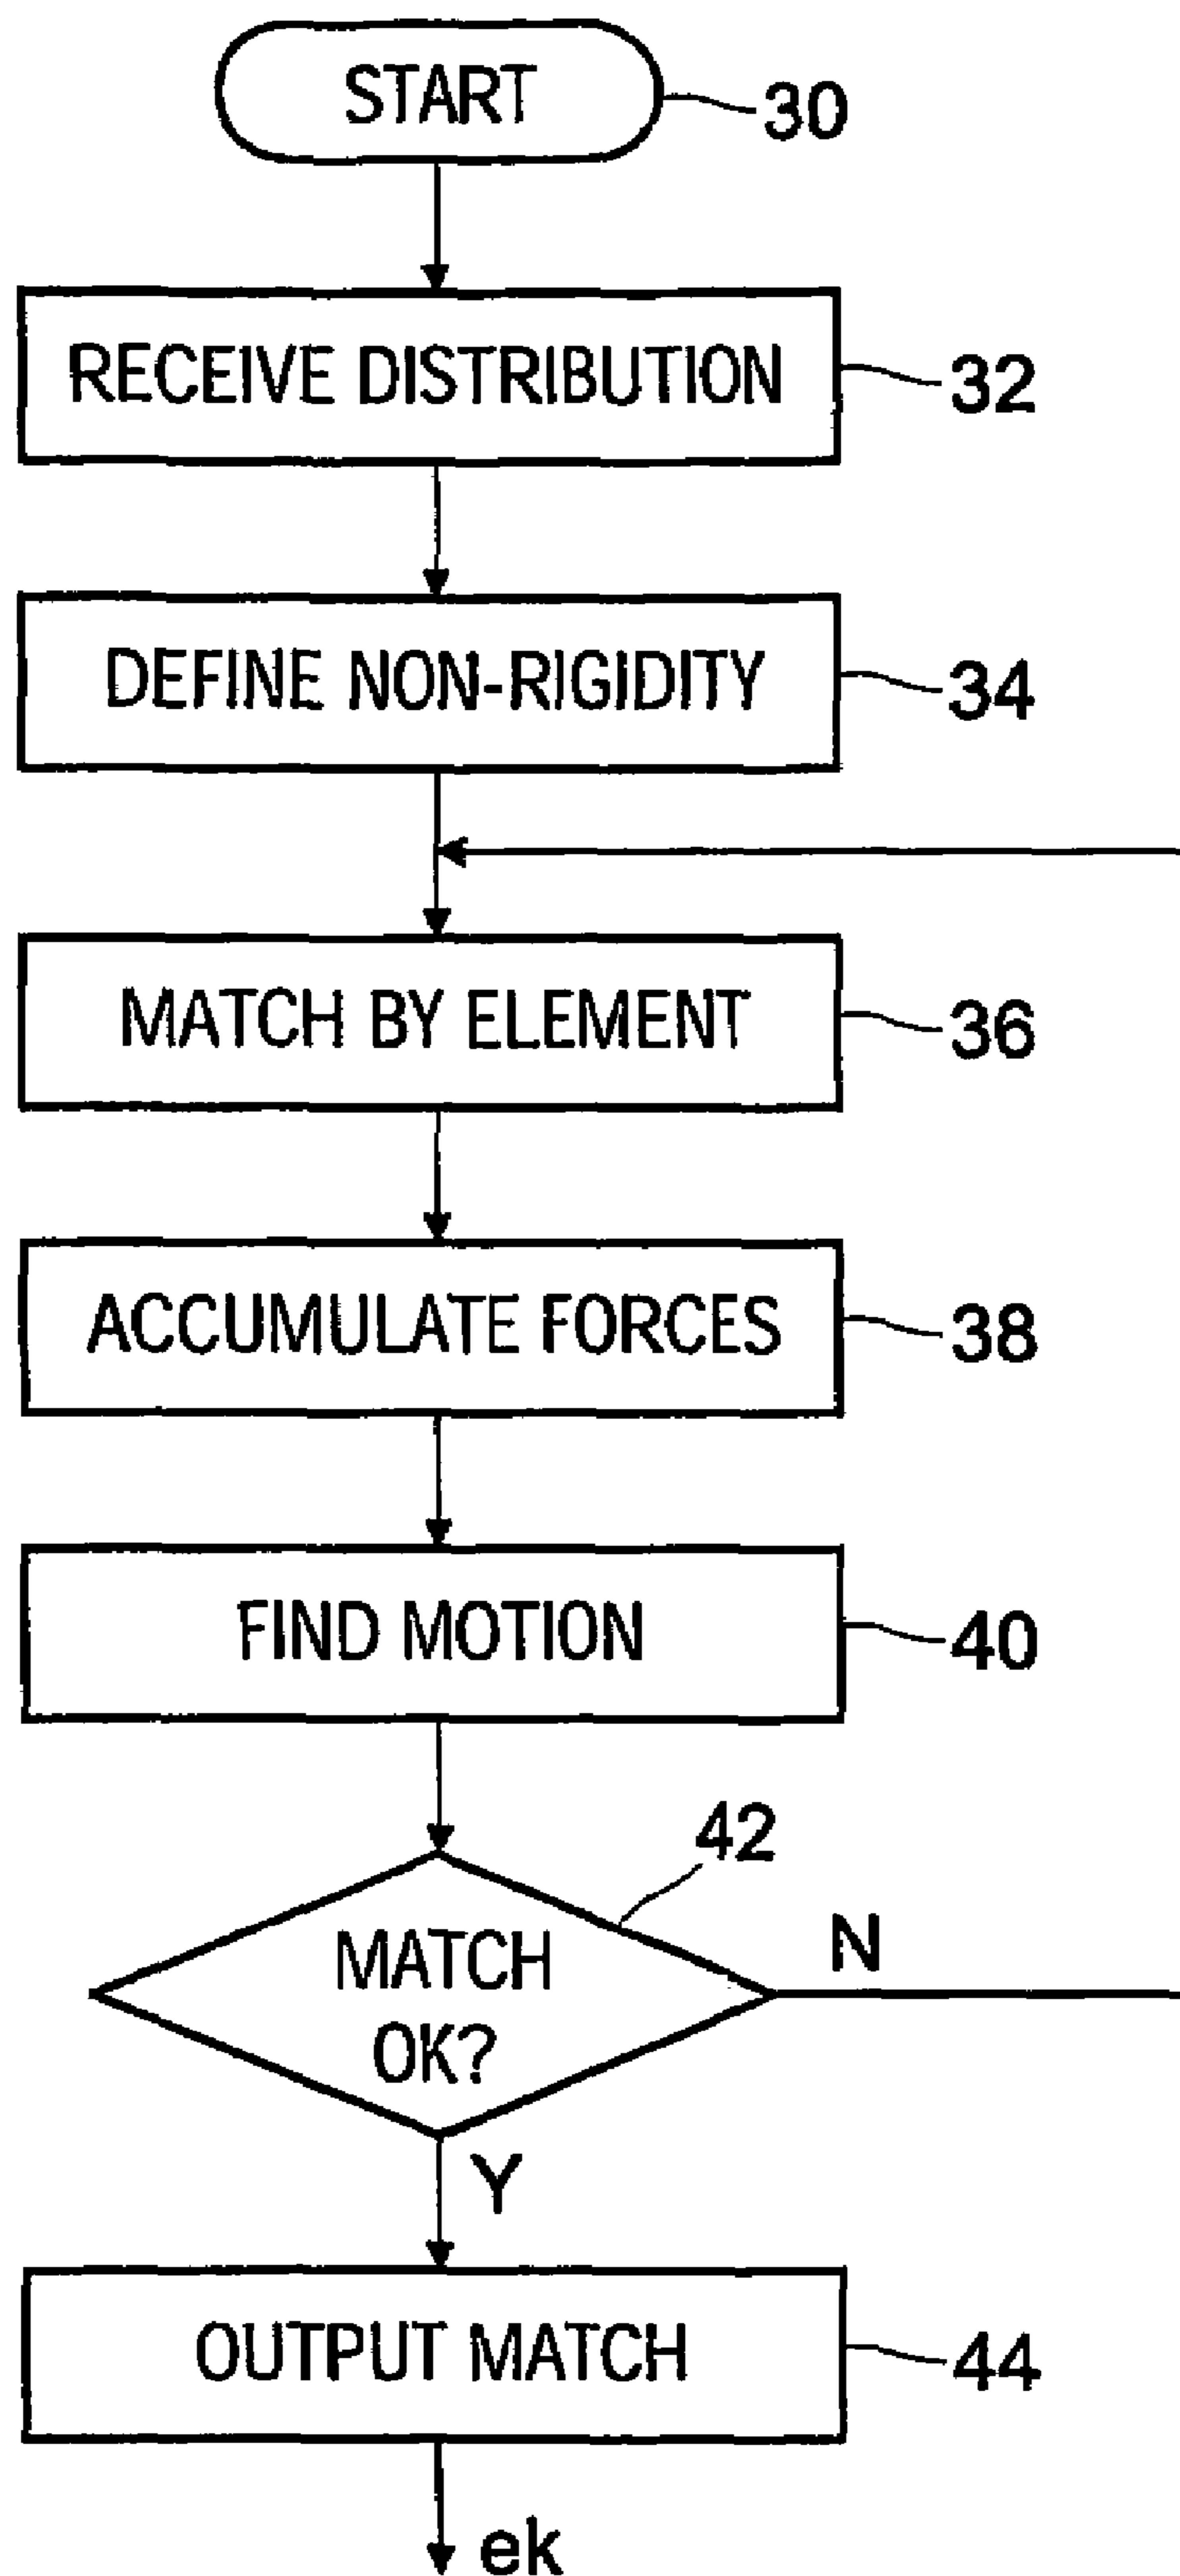 START
30
RECEIVE DISTRIBUTION
32
DEFINE NON-RIGIDITY
34
MATCH BY ELEMENT
36
ACCUMULATE FORCES
38
FIND MOTION
40
42
MATCH
OK?
N
Y
OUTPUT MATCH
44
ek